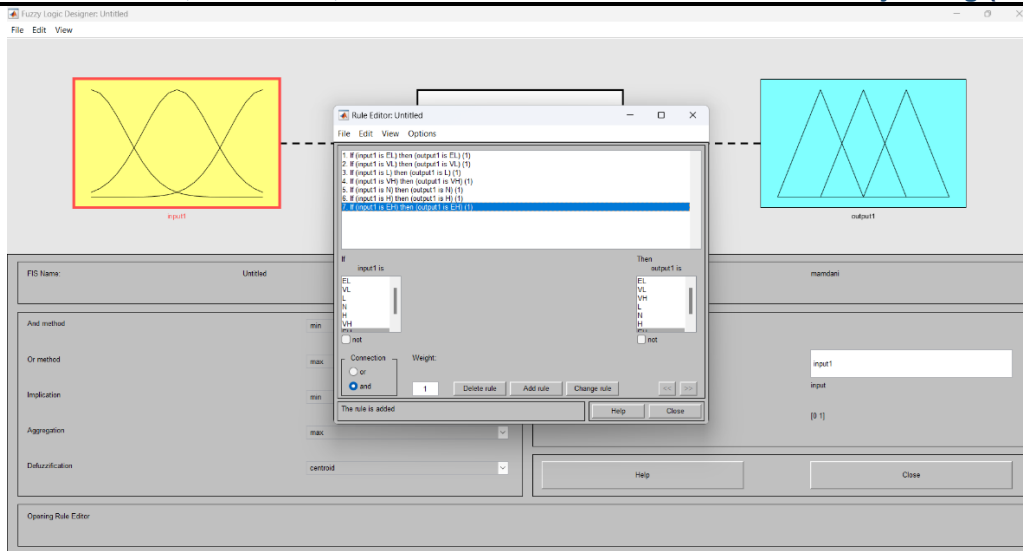 Fuzzy Logic Designer: Untitled
File Edit View
Rule Editor: Untitled
File Edit View Options
1. If (input1 is EL) then (output1 is EL) (1)
2. If (input1 is VL) then (output1 is VL) (1)
3. If (input1 is L) then (output1 is L) (1)
4. If (input1 is VH) then (output1 is VH) (1)
5. If (input1 is N) then (output1 is N) (1)
6. If (input1 is H) then (output1 is H) (1)
7. If (input1 is EH) then (output1 is EH) (1)
input1
output1
If
input1 is
Then
output1 is
EL
VL
L
N
H
VH
EL
VL
VH
L
N
H
not
not
Connection
or
and
Weight:
1
Delete rule
Add rule
Change rule
<<
>>
The rule is added
Help
Close
FIS Name:
Untitled
mamdani
And method
min
Or method
max
Implication
min
Aggregation
max
Defuzzification
centroid
input1
input
[0 1]
Help
Close
Opening Rule Editor